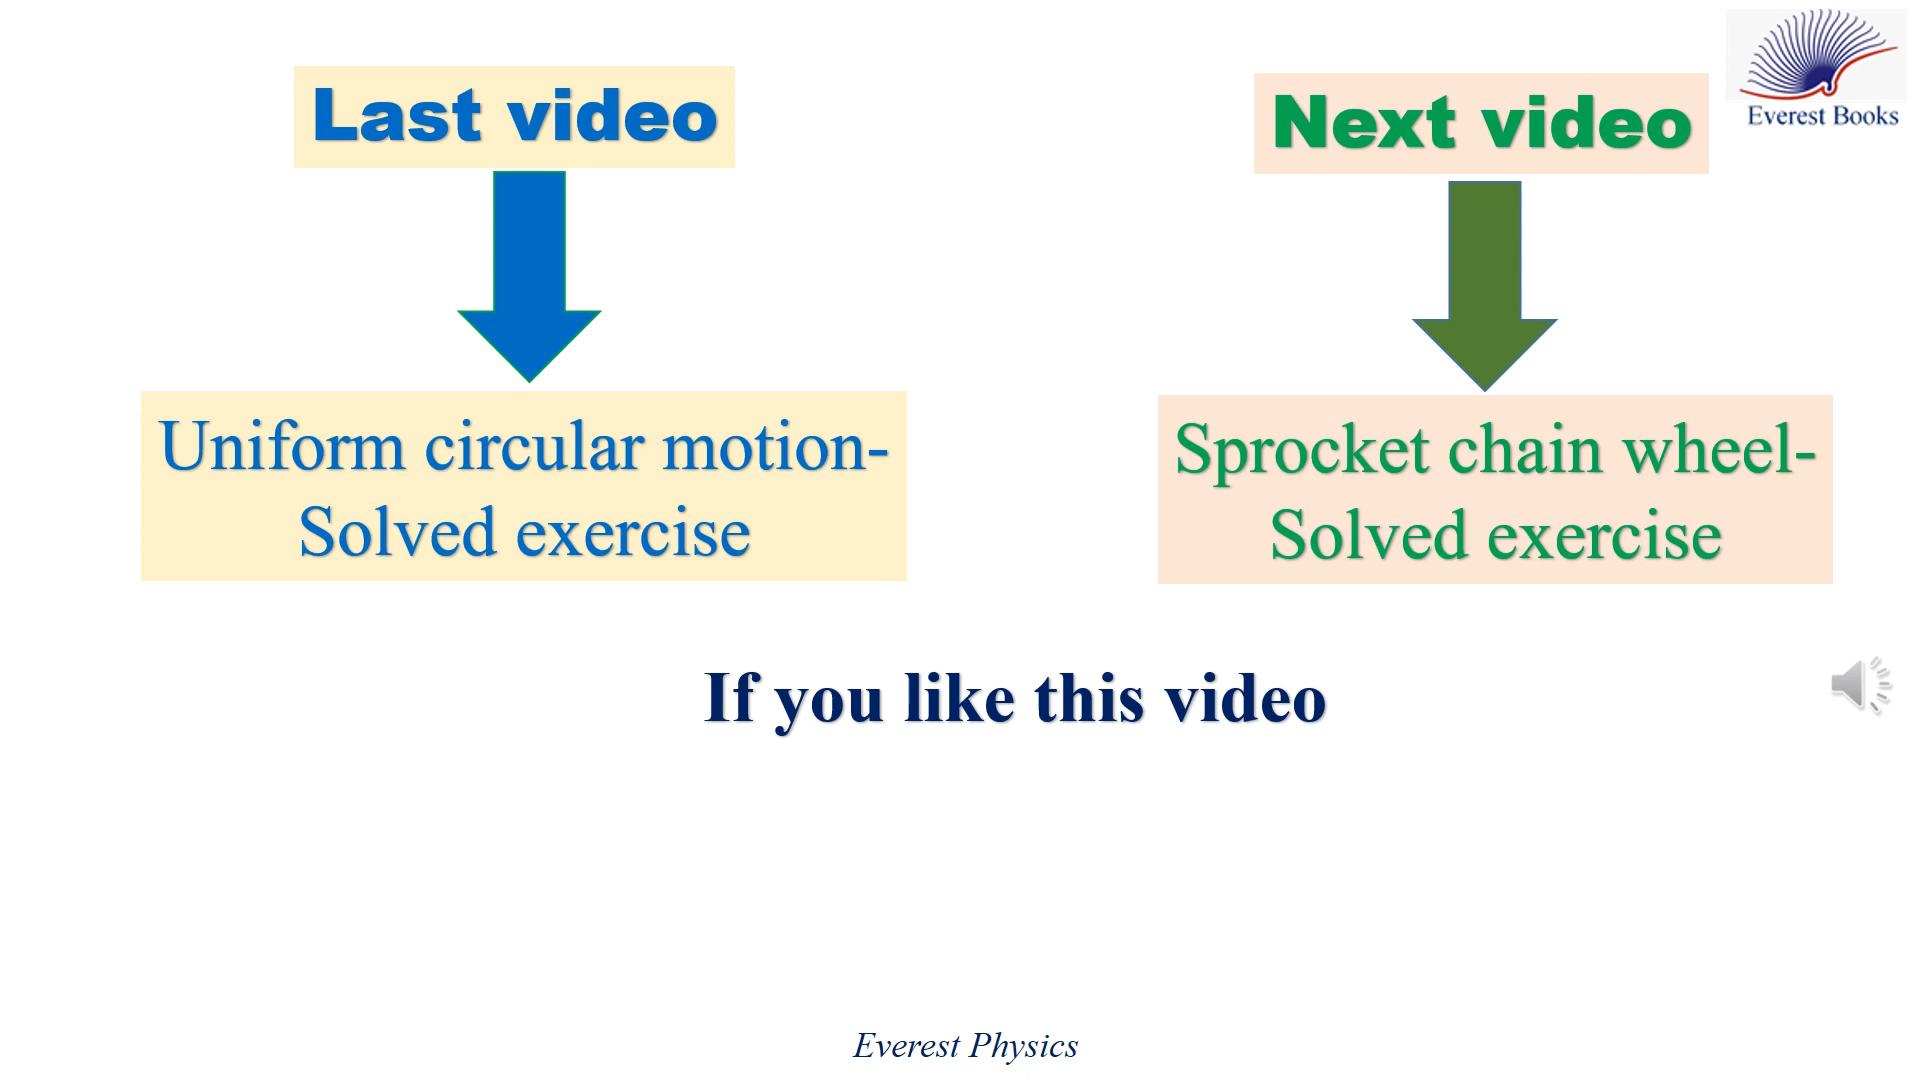 Last video
Next video
Everest Books
Uniform circular motion-
Solved exercise
Sprocket chain wheel-
Solved exercise
If you like this video
Everest Physics